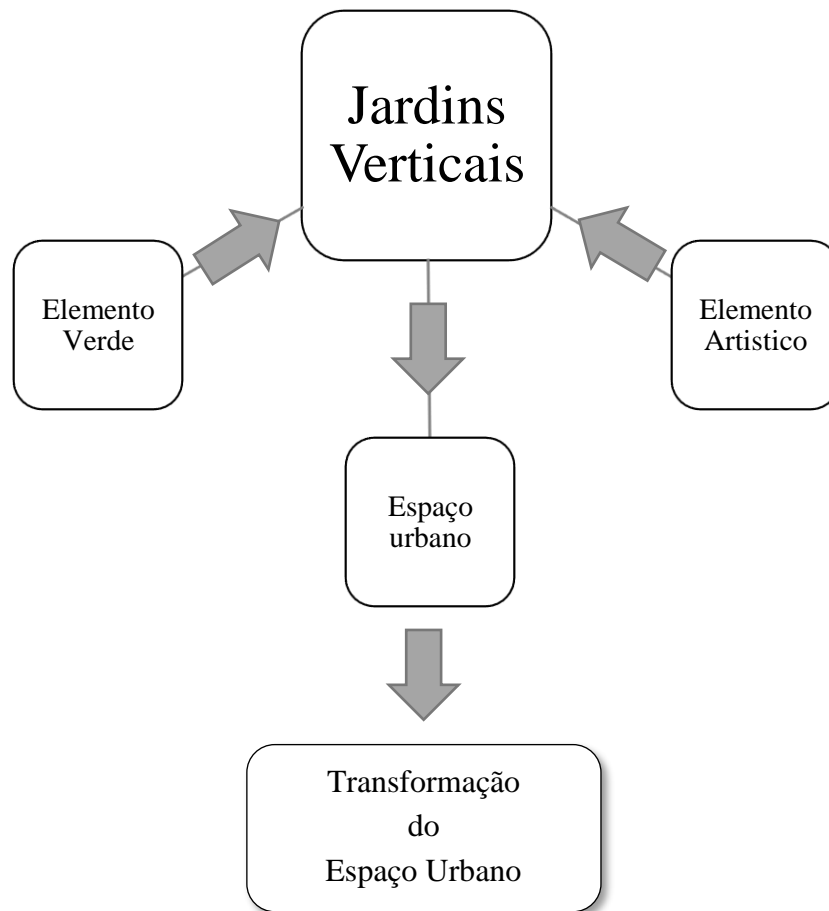 Jardins
Verticais
Elemento
Verde
Elemento
Artistico
Espaço
urbano
Transformação
do
Espaço Urbano